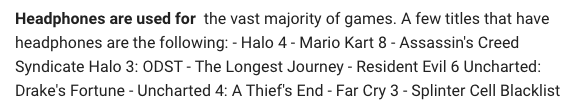 Headphones are used for the vast majority of games. A few titles that have
headphones are the following: - Halo 4 - Mario Kart 8 - Assassin's Creed
Syndicate Halo 3: ODST - The Longest Journey - Resident Evil 6 Uncharted:
Drake's Fortune - Uncharted 4: A Thief's End - Far Cry 3 - Splinter Cell Blacklist